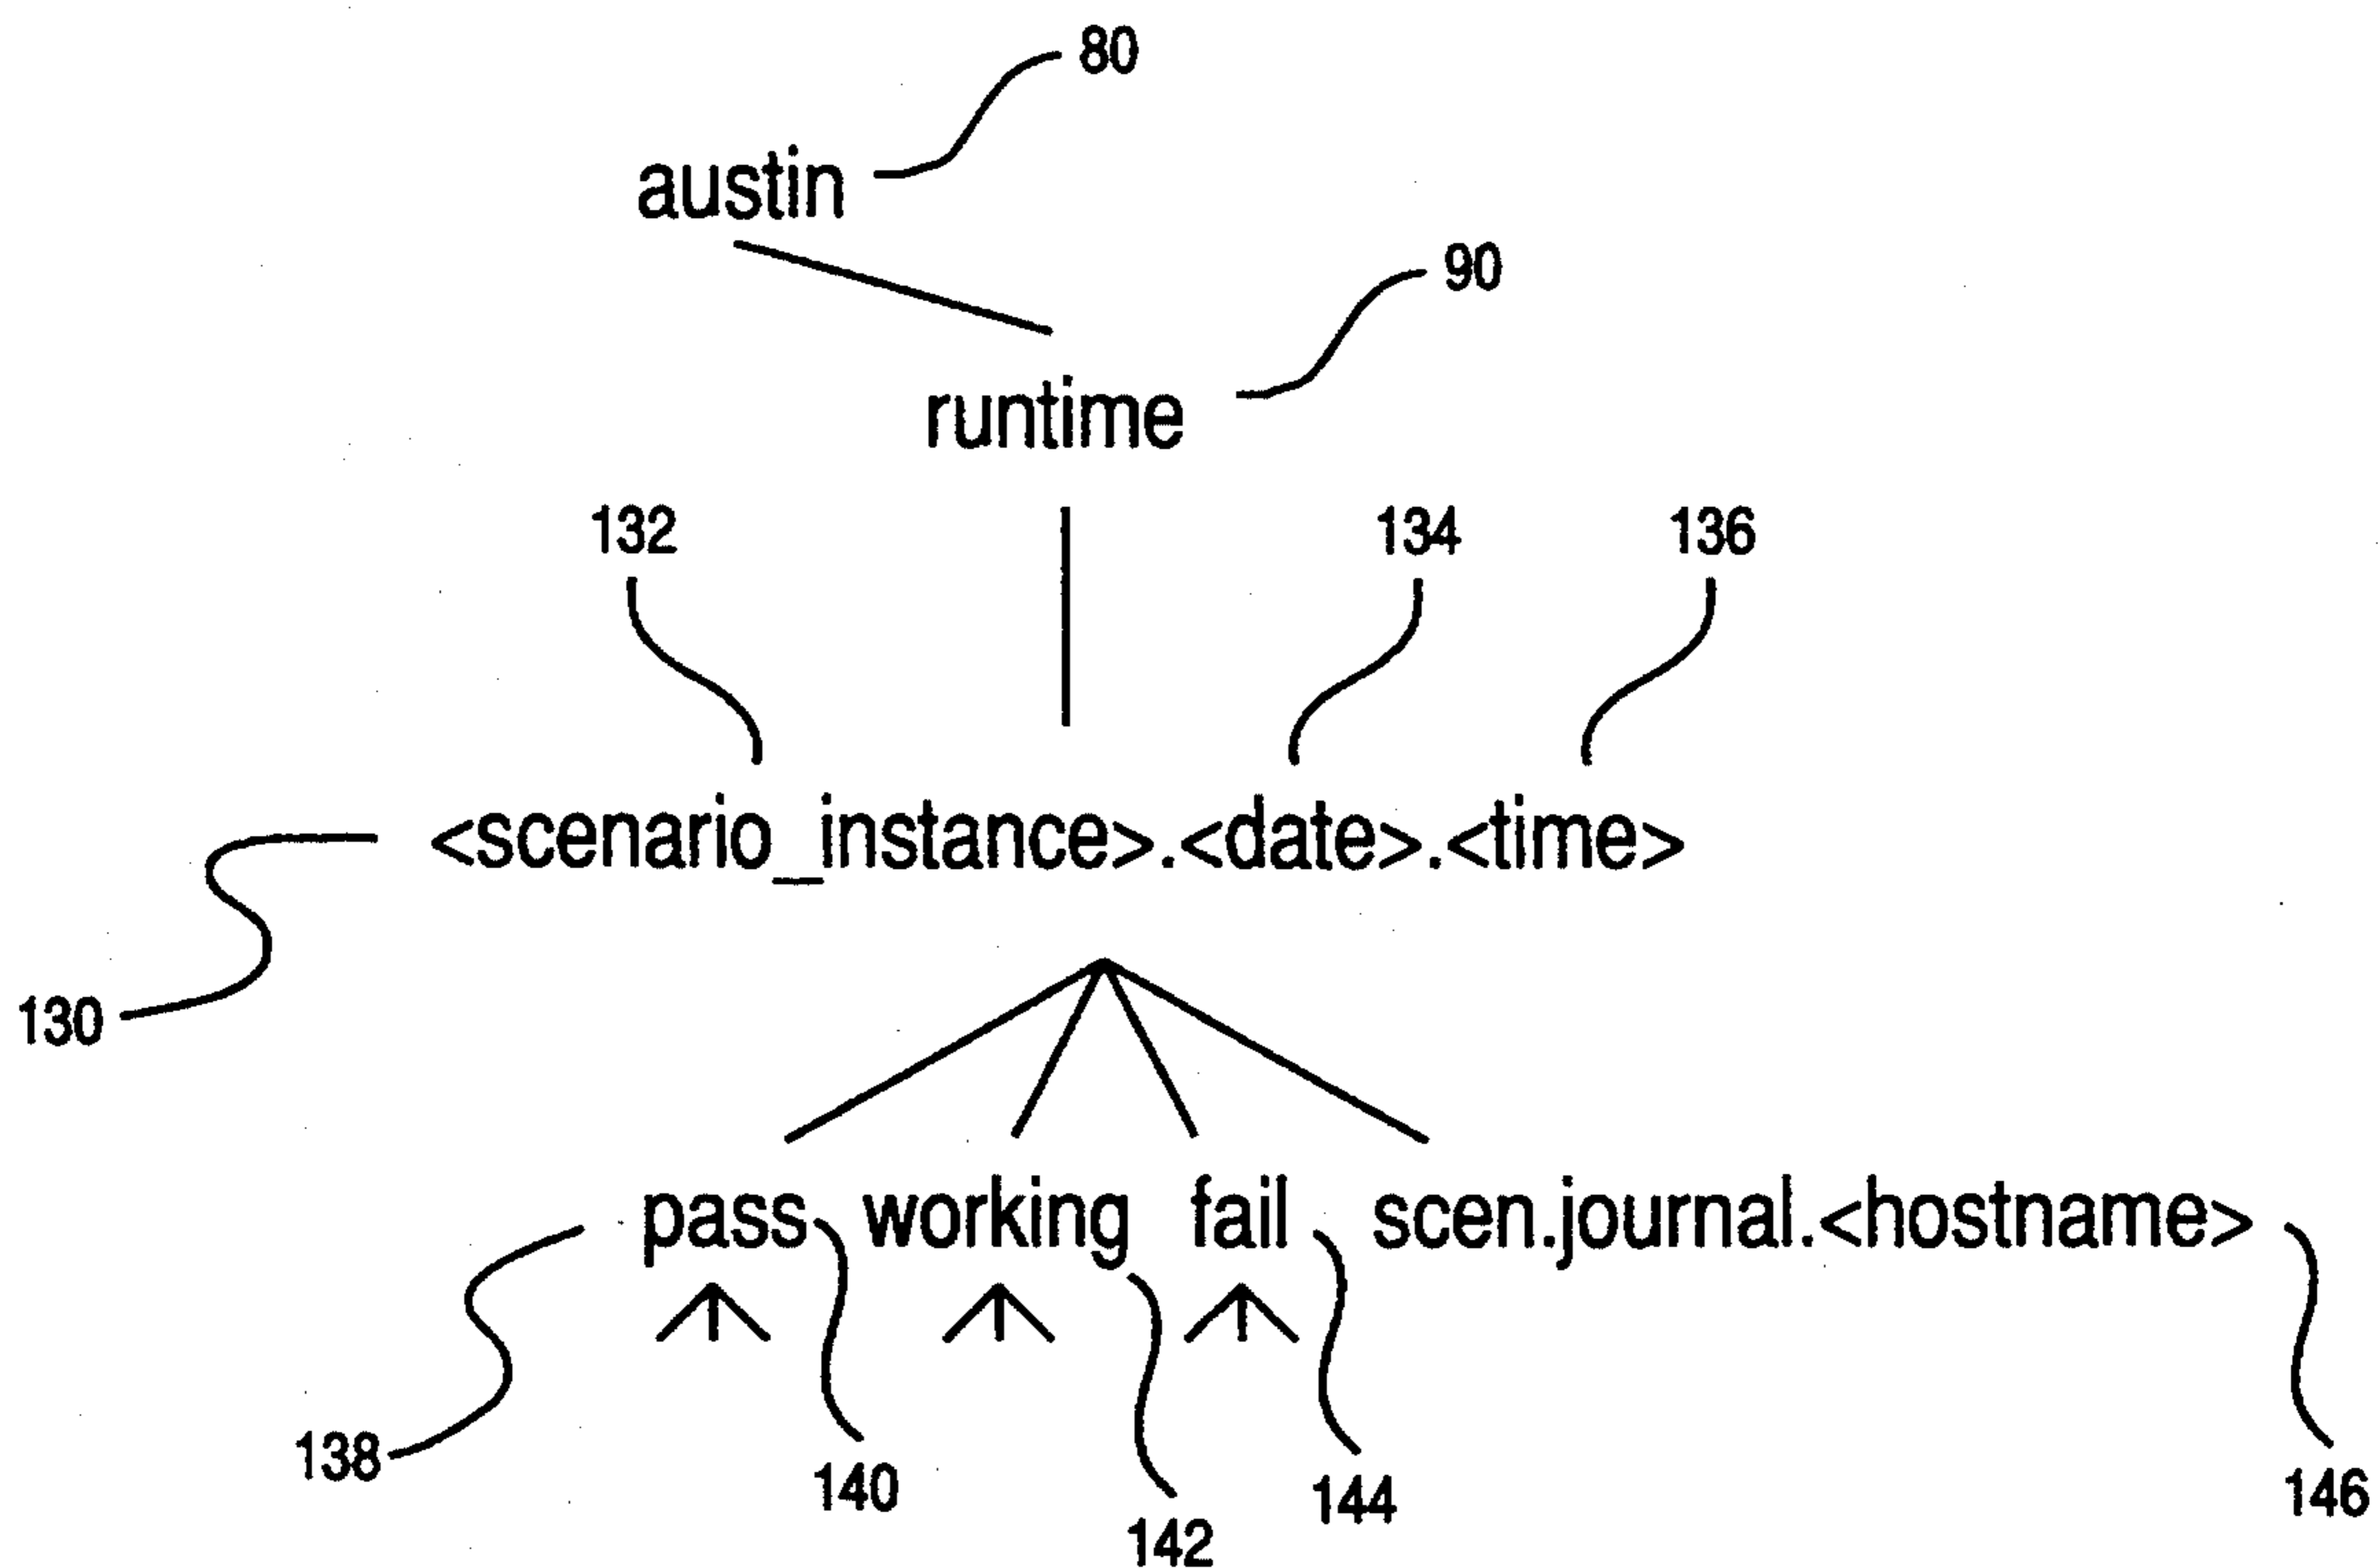 80
austin
90
runtime
132 134 136
<scenario_instance>.<date>.<time>
130
pass working fail scen.journal.<hostname>
138
140 144 146
142